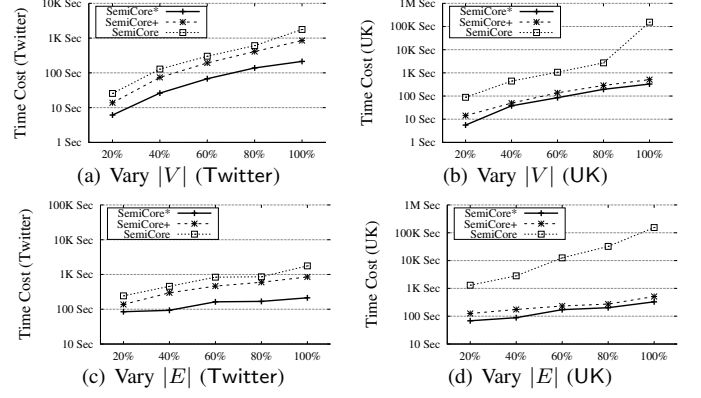 10K Sec
1K Sec
100 Sec
10 Sec
1 Sec
Time Cost (Twitter)
SemiCore*
SemiCore+
SemiCore
20% 40% 60% 80% 100%
(a) Vary |V| (Twitter)
1M Sec
100K Sec
10K Sec
1K Sec
100 Sec
10 Sec
1 Sec
Time Cost (UK)
SemiCore*
SemiCore+
SemiCore
20% 40% 60% 80% 100%
(b) Vary |V| (UK)
100K Sec
10K Sec
1K Sec
100 Sec
10 Sec
Time Cost (Twitter)
SemiCore*
SemiCore+
SemiCore
20% 40% 60% 80% 100%
(c) Vary |E| (Twitter)
1M Sec
100K Sec
10K Sec
1K Sec
100 Sec
10 Sec
Time Cost (UK)
SemiCore*
SemiCore+
SemiCore
20% 40% 60% 80% 100%
(d) Vary |E| (UK)